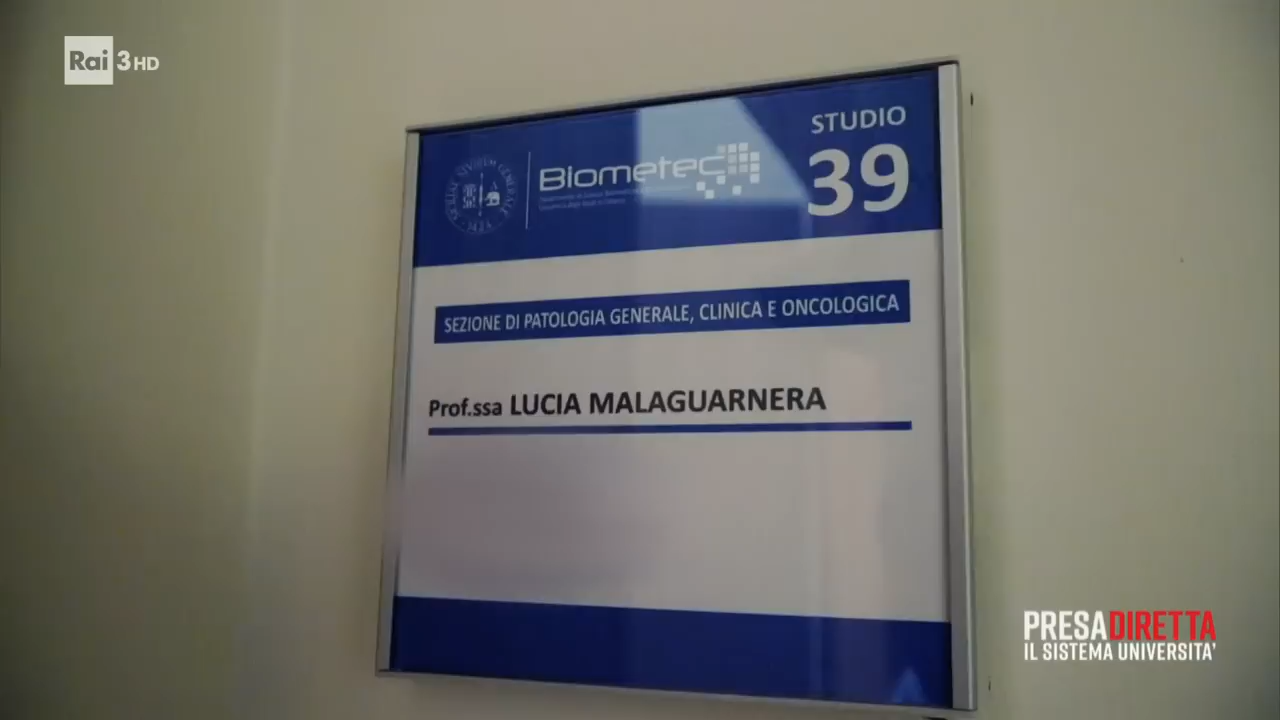 Rai 3HD
Biometec
STUDIO
39
SEZIONE DI PATOLOGIA GENERALE, CLINICA E ONCOLOGICA
Prof.ssa LUCIA MALAGUARNERA
PRESADIRETTA
IL SISTEMA UNIVERSITA'